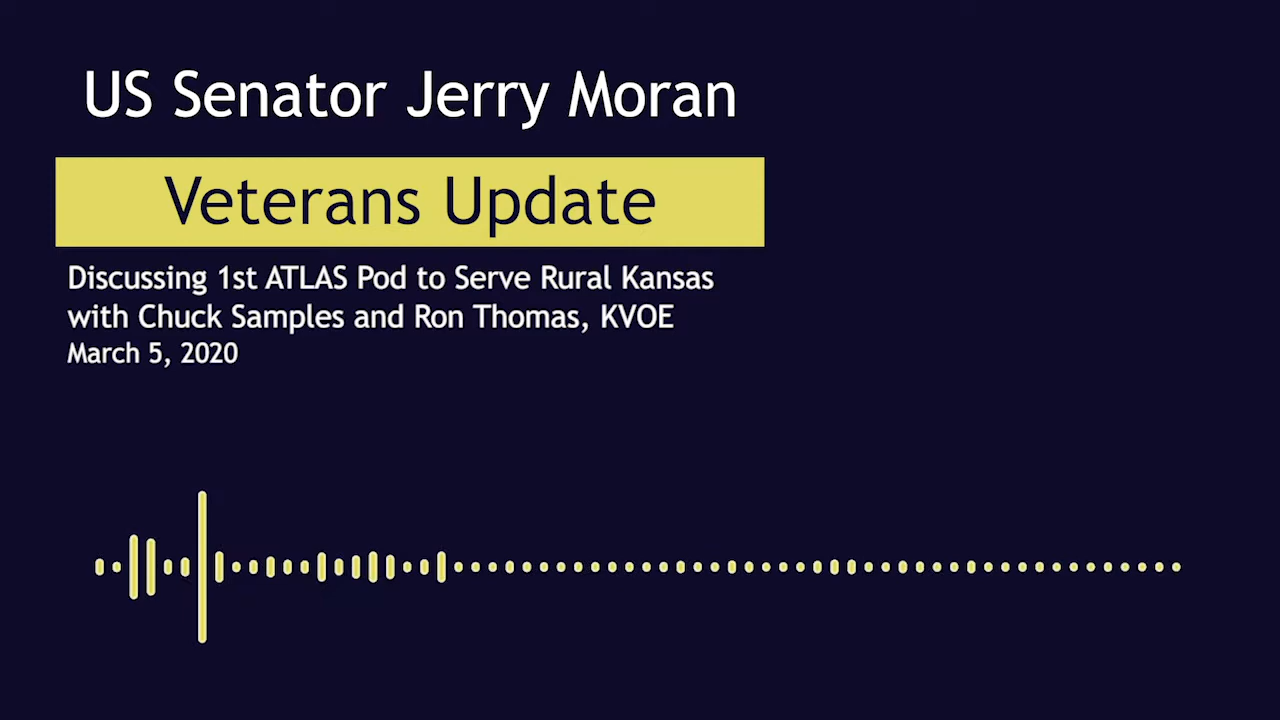 US Senator Jerry Moran
Veterans Update
Discussing 1st ATLAS Pod to Serve Rural Kansas
with Chuck Samples and Ron Thomas, KVOE
March 5, 2020